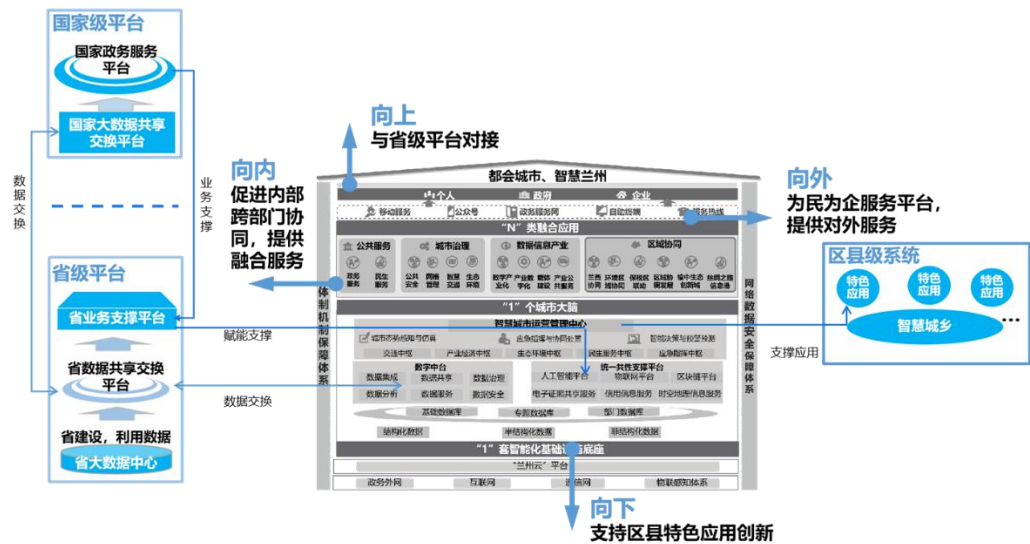 国家级平台
国家政务服务
平台
国家大数据共享
交换平台
数据交换
业务支撑
省级平台
省业务支撑平台
省数据共享交换
平台
省建设，利用数据
省大数据中心
赋能支撑
数据交换
向上
与省级平台对接
向内
促进内部
跨部门协
同，提供
融合服务
向外
为民为企服务平台，
提供对外服务
向下
支持区县特色应用创新
都会城市、智慧兰州
个人
政府
企业
移动服务
公众号
政务服务网
自助终端
服务热线
“N”类融合应用
公共服务
城市治理
数据信息产业
区域协同
政务
服务
民生
服务
公共
安全
网格
管理
智慧
交通
生态
环境
数字产
业化
产业数
字化
载体
建设
产业公
共服务
兰西
协同
环博区
域协同
保税区
联动
区域协
调发展
榆中生态
创新城
丝绸之路
信息港
“1”个城市大脑
智慧城市运营管理中心
城市态势感知与仿真
应急指挥与协同处置
智能决策与预警预测
交通中枢
产业经济中枢
生态环境中枢
民生服务中枢
应急指挥中枢
数字中台
数据集成
数据共享
数据治理
数据分析
数据服务
数据安全
统一共性支撑平台
人工智能平台
物联网平台
区块链平台
电子证照共享服务
信用信息服务
时空地理信息服务
基础数据库
专题数据库
部门数据库
结构化数据
半结构化数据
非结构化数据
“1”套智能化基础设施底座
“兰州云”平台
政务外网
互联网
通信网
物联感知体系
体制机制保障体系
网络数据安全保障体系
区县级系统
特色
应用
特色
应用
特色
应用
...
智慧城乡
支撑应用